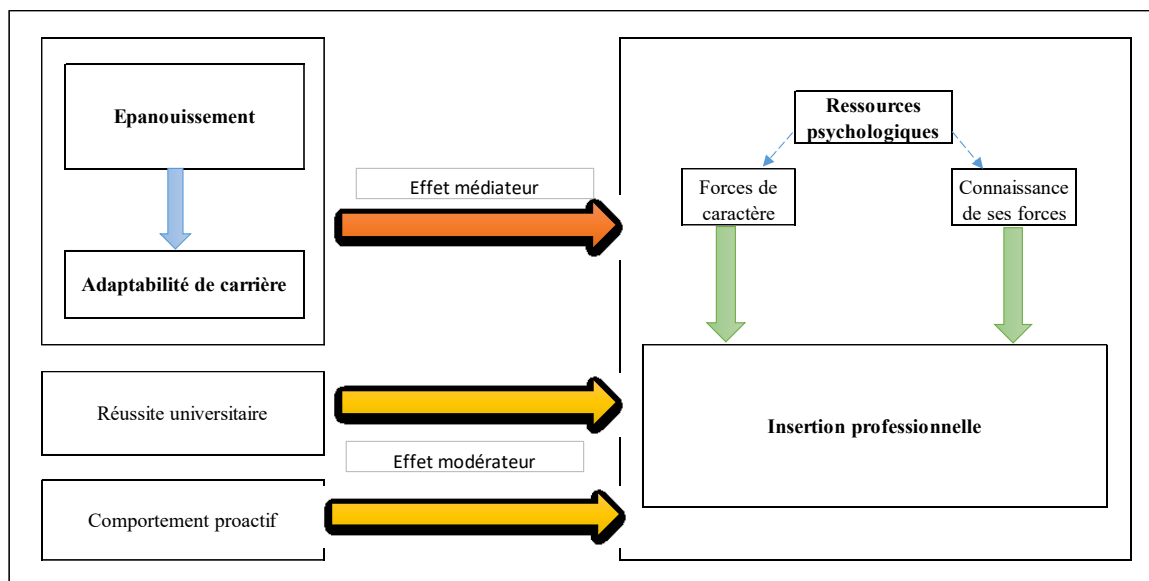 Epanouissement
Adaptabilité de carrière
Réussite universitaire
Comportement proactif
Effet médiateur
Effet modérateur
Ressources
psychologiques
Forces de
caractère
Connaissance
de ses forces
Insertion professionnelle